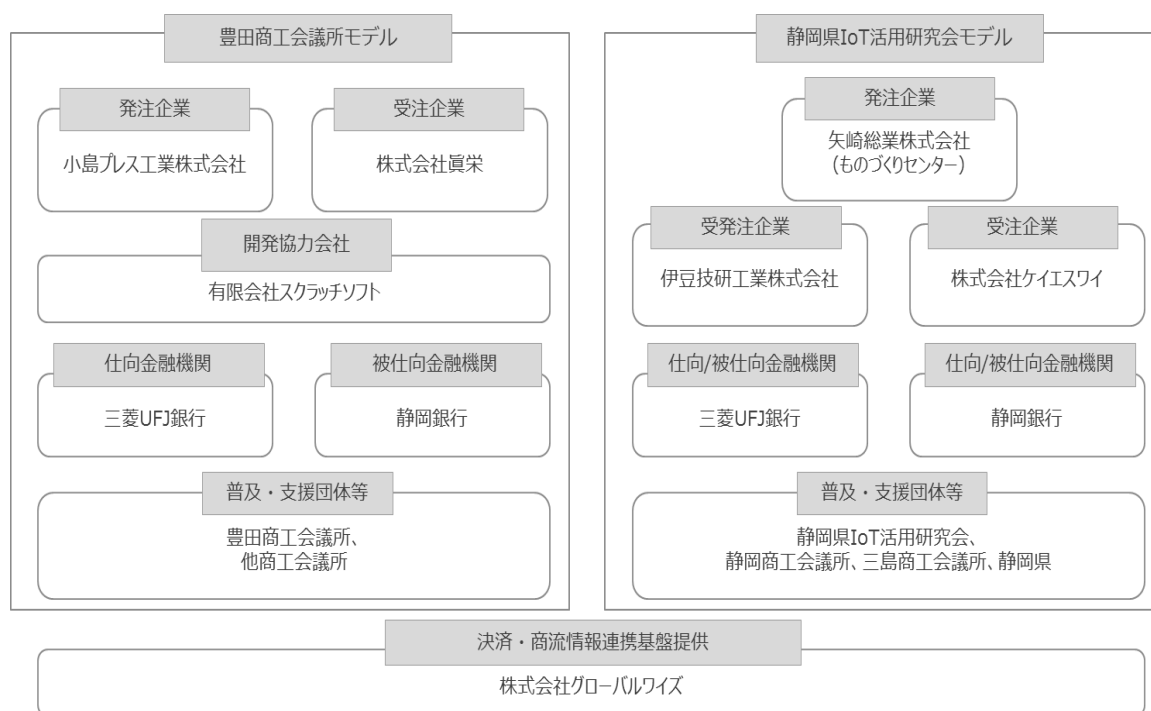 豊田商工会議所モデル
発注企業
小島プレス工業株式会社
受注企業
株式会社眞栄
開発協力会社
有限会社スクラッチソフト
仕向金融機関
三菱UFJ銀行
被仕向金融機関
静岡銀行
普及・支援団体等
豊田商工会議所、
他商工会議所
静岡県IoT活用研究会モデル
発注企業
矢崎総業株式会社
(ものづくりセンター)
受発注企業
伊豆技研工業株式会社
受注企業
株式会社ケイエスワイ
仕向/被仕向金融機関
三菱UFJ銀行
仕向/被仕向金融機関
静岡銀行
普及・支援団体等
静岡県IoT活用研究会、
静岡商工会議所、三島商工会議所、静岡県
決済・商流情報連携基盤提供
株式会社グローバルワイズ